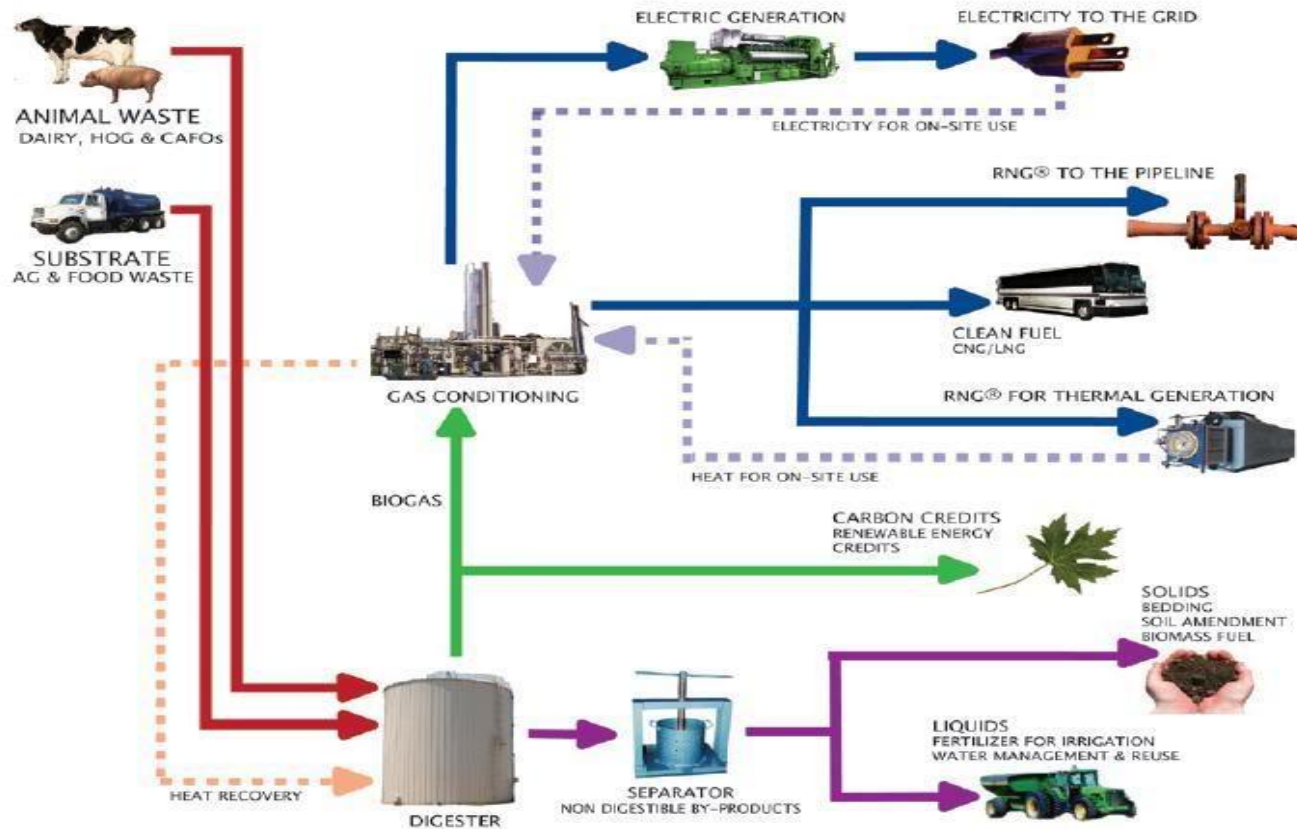 ELECTRIC GENERATION
ELECTRICITY TO THE GRID
ANIMAL WASTE
DAIRY, HOG & CAFOs
ELECTRICITY FOR ON-SITE USE
RNG® TO THE PIPELINE
SUBSTRATE
AG & FOOD WASTE
CLEAN FUEL
CNG/LNG
GAS CONDITIONING
RNG® FOR THERMAL GENERATION
HEAT FOR ON-SITE USE
BIOGAS
CARBON CREDITS
RENEWABLE ENERGY
CREDITS
SOLIDS
BEDDING
SOIL AMENDMENT
BIOMASS FUEL
LIQUIDS
FERTILIZER FOR IRRIGATION
WATER MANAGEMENT & REUSE
HEAT RECOVERY
SEPARATOR
NON DIGESTIBLE BY-PRODUCTS
DIGESTER